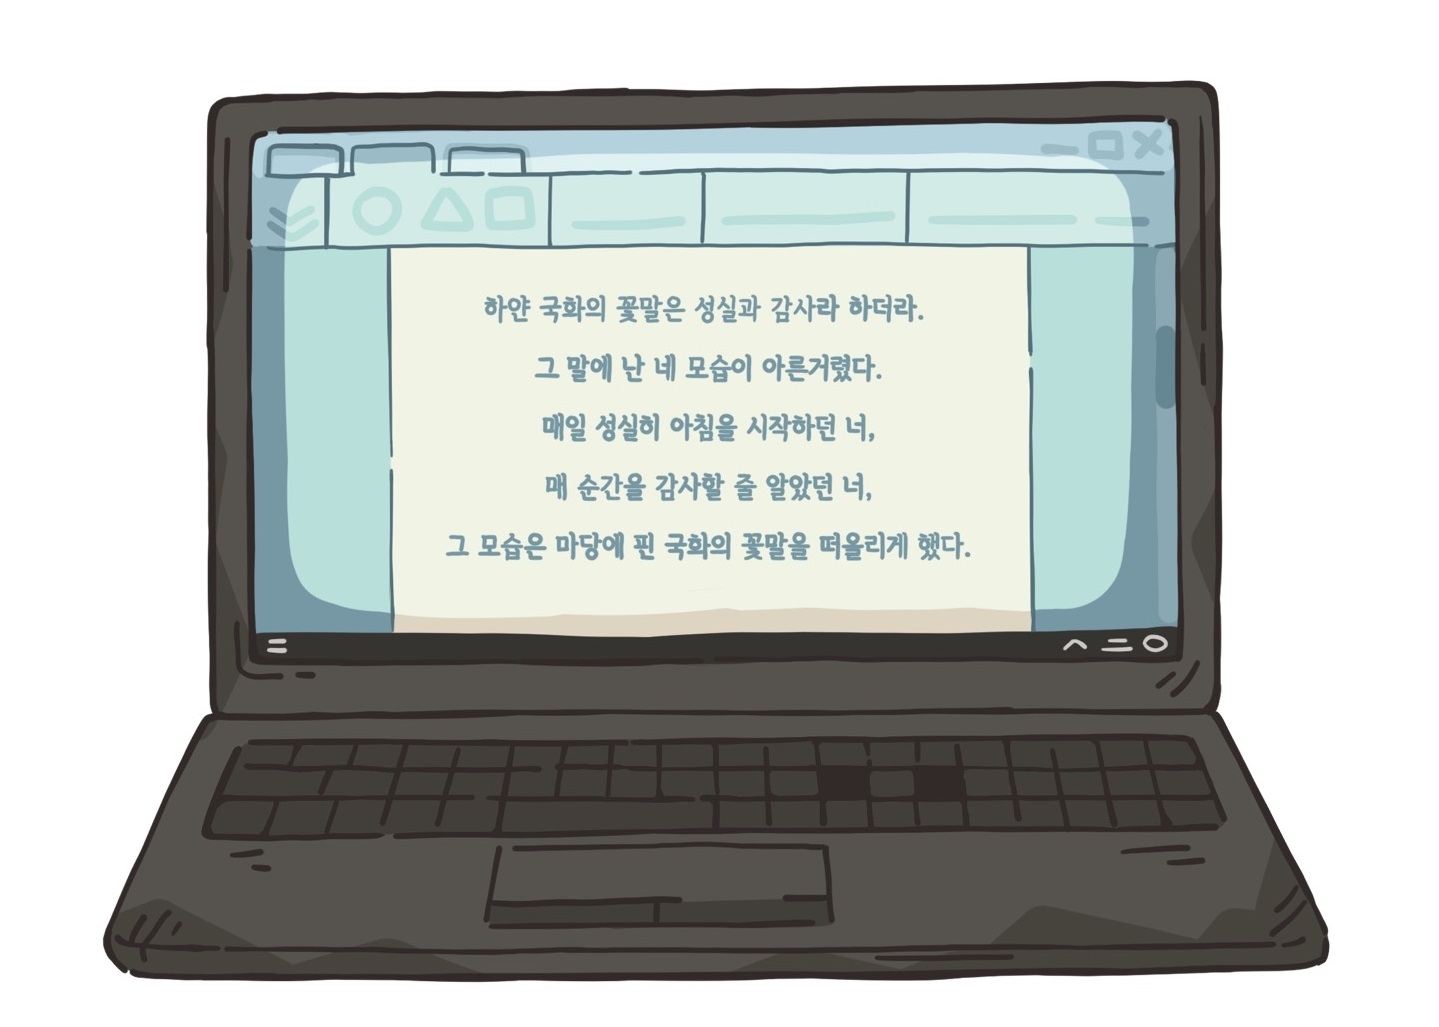 하얀 국화의 꽃말은 성실과 감사라 하더라.
그 말에 난 네 모습이 아른거렸다.
매일 성실히 아침을 시작하던 너,
매 순간을 감사할 줄 알았던 너,
그 모습은 마당에 핀 국화의 꽃말을 떠올리게 했다.